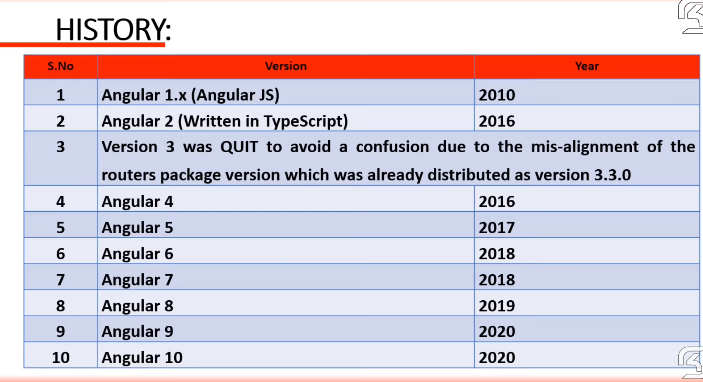 HISTORY:
S.No Version Year
1 Angular 1.x (Angular JS) 2010
2 Angular 2 (Written in TypeScript) 2016
3 Version 3 was QUIT to avoid a confusion due to the mis-alignment of the
routers package version which was already distributed as version 3.3.0
4 Angular 4 2016
5 Angular 5 2017
6 Angular 6 2018
7 Angular 7 2018
8 Angular 8 2019
9 Angular 9 2020
10 Angular 10 2020